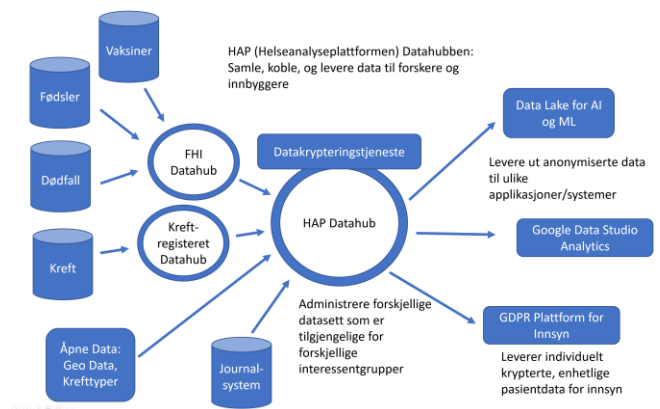 Vaksiner
HAP (Helseanalyseplattformen) Datahubben:
Samle, koble, og levere data til forskere og
innbyggere
Fødsler
Data Lake for AI
og ML
FHI
Datahub
Datakrypteringstjeneste
Dødfall
Levere ut anonymiserte data
til ulike
applikasjoner/systemer
HAP Datahub
Kreft-
registeret
Datahub
Google Data Studio
Analytics
Kreft
Administrere forskjellige
datasett som er
tilgjengelige for
forskjellige
interessentgrupper
GDPR Plattform for
Innsyn
Åpne Data:
Geo Data,
Krefttyper
Journal-
system
Leverer individuelt
krypterte, enhetlige
pasientdata for innsyn